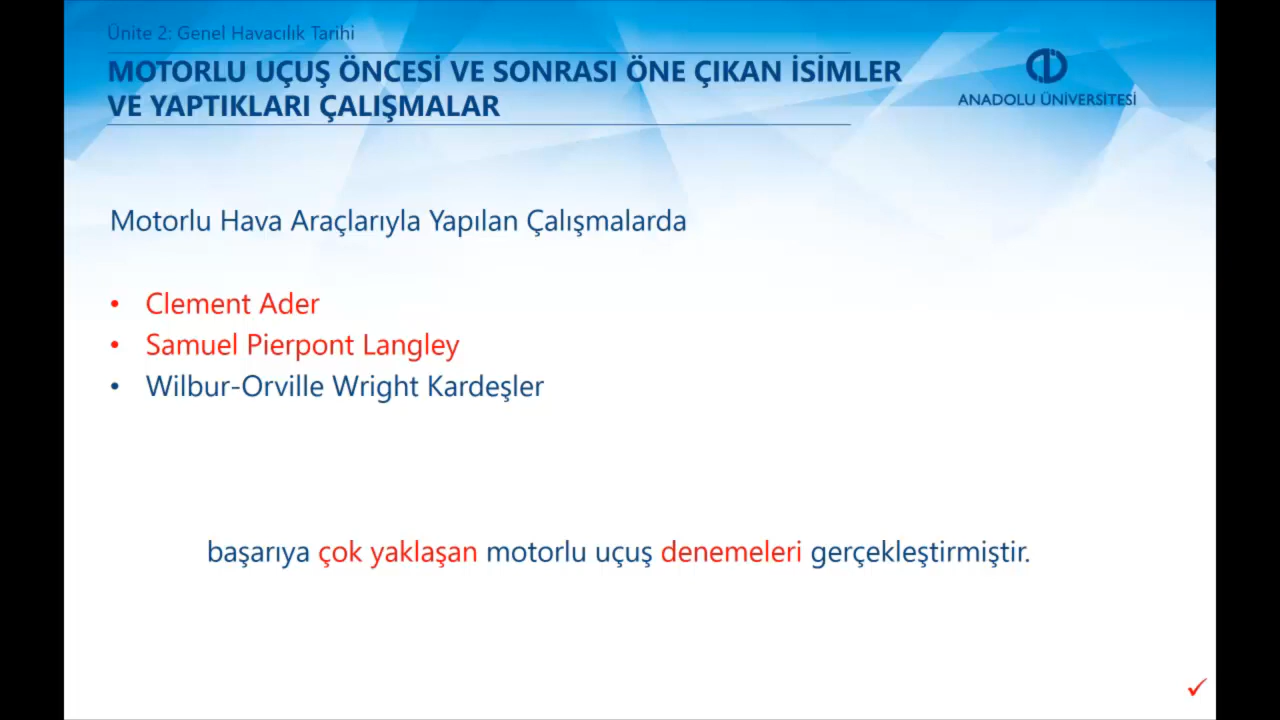 Ünite 2: Genel Havacılık Tarihi
MOTORLU UÇUŞ ÖNCESİ VE SONRASI ÖNE ÇIKAN İSİMLER
VE YAPTIKLARI ÇALIŞMALAR
ANADOLU ÜNİVERSİTESİ
Motorlu Hava Araçlarıyla Yapılan Çalışmalarda
• Clement Ader
• Samuel Pierpont Langley
• Wilbur-Orville Wright Kardeşler
başarıya çok yaklaşan motorlu uçuş denemeleri gerçekleştirmiştir.